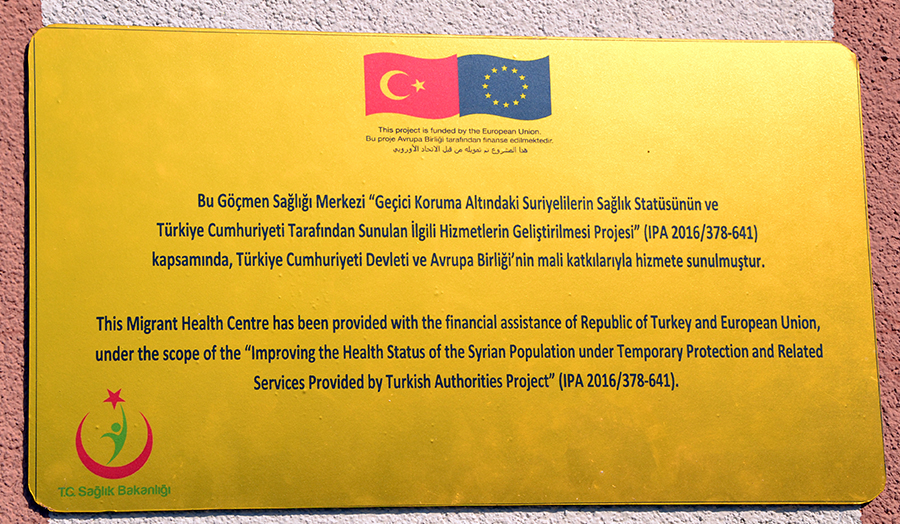 This project is funded by the European Union.
Bu proje Avrupa Birliği tarafından finanse edilmektedir.
هذا المشروع تم تمويله من قبل الاتحاد الأوروبي
Bu Göçmen Sağlığı Merkezi “Geçici Koruma Altındaki Suriyelilerin Sağlık Statüsünün ve
Türkiye Cumhuriyeti Tarafından Sunulan İlgili Hizmetlerin Geliştirilmesi Projesi” (IPA 2016/378-641)
kapsamında, Türkiye Cumhuriyeti Devleti ve Avrupa Birliği’nin mali katkılarıyla hizmete sunulmuştur.
This Migrant Health Centre has been provided with the financial assistance of Republic of Turkey and European Union,
under the scope of the “Improving the Health Status of the Syrian Population under Temporary Protection and Related
Services Provided by Turkish Authorities Project” (IPA 2016/378-641).
T.C. Sağlık Bakanlığı